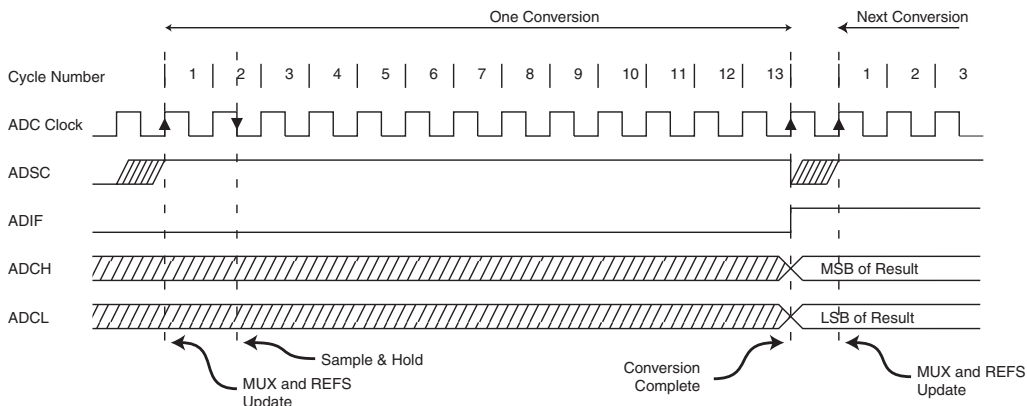 One Conversion
Next Conversion
Cycle Number
1 2 3 4 5 6 7 8 9 10 11 12 13 1 2 3
ADC Clock
ADSC
ADIF
ADCH
MSB of Result
ADCL
LSB of Result
Sample & Hold
MUX and REFS
Update
Conversion
Complete
MUX and REFS
Update